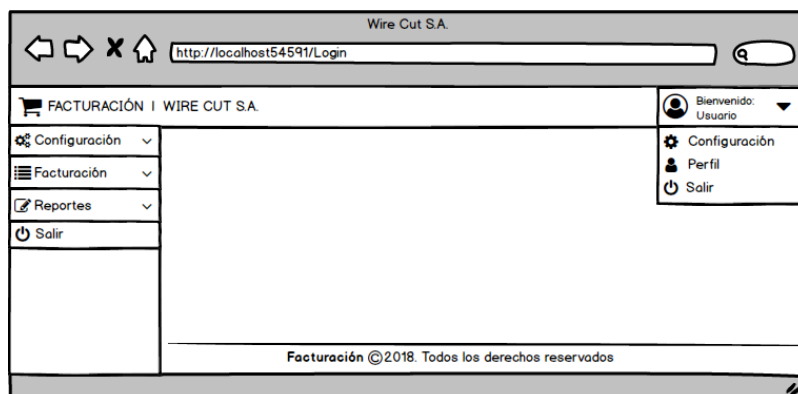 Wire Cut S.A.
http://localhost54591/Login
FACTURACIÓN | WIRE CUT S.A.
Bienvenido:
Usuario
Configuración
Facturación
Reportes
Salir
Configuración
Perfil
Salir
Facturación ©2018. Todos los derechos reservados